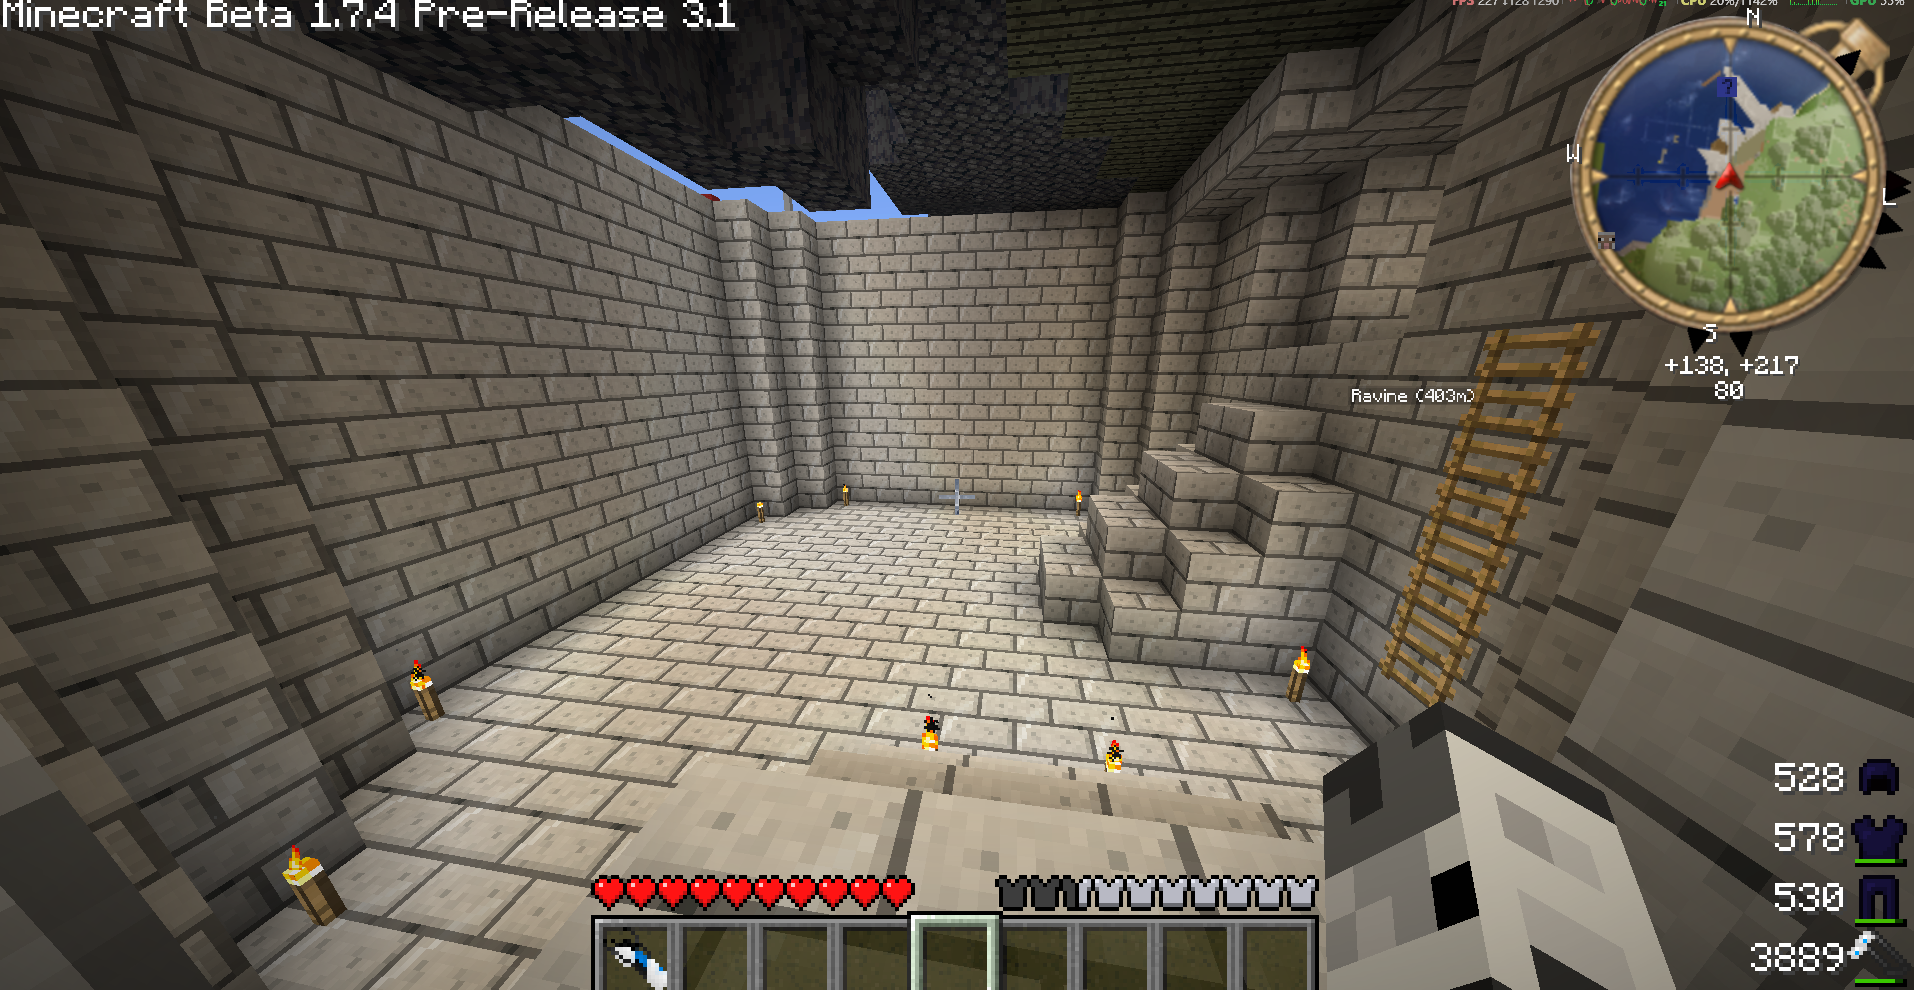 Minecraft Beta 1.7.4 Pre-Release 3.1
N
W
L
S
+138, +217
80
Ravine (403m)
528
578
530
3889